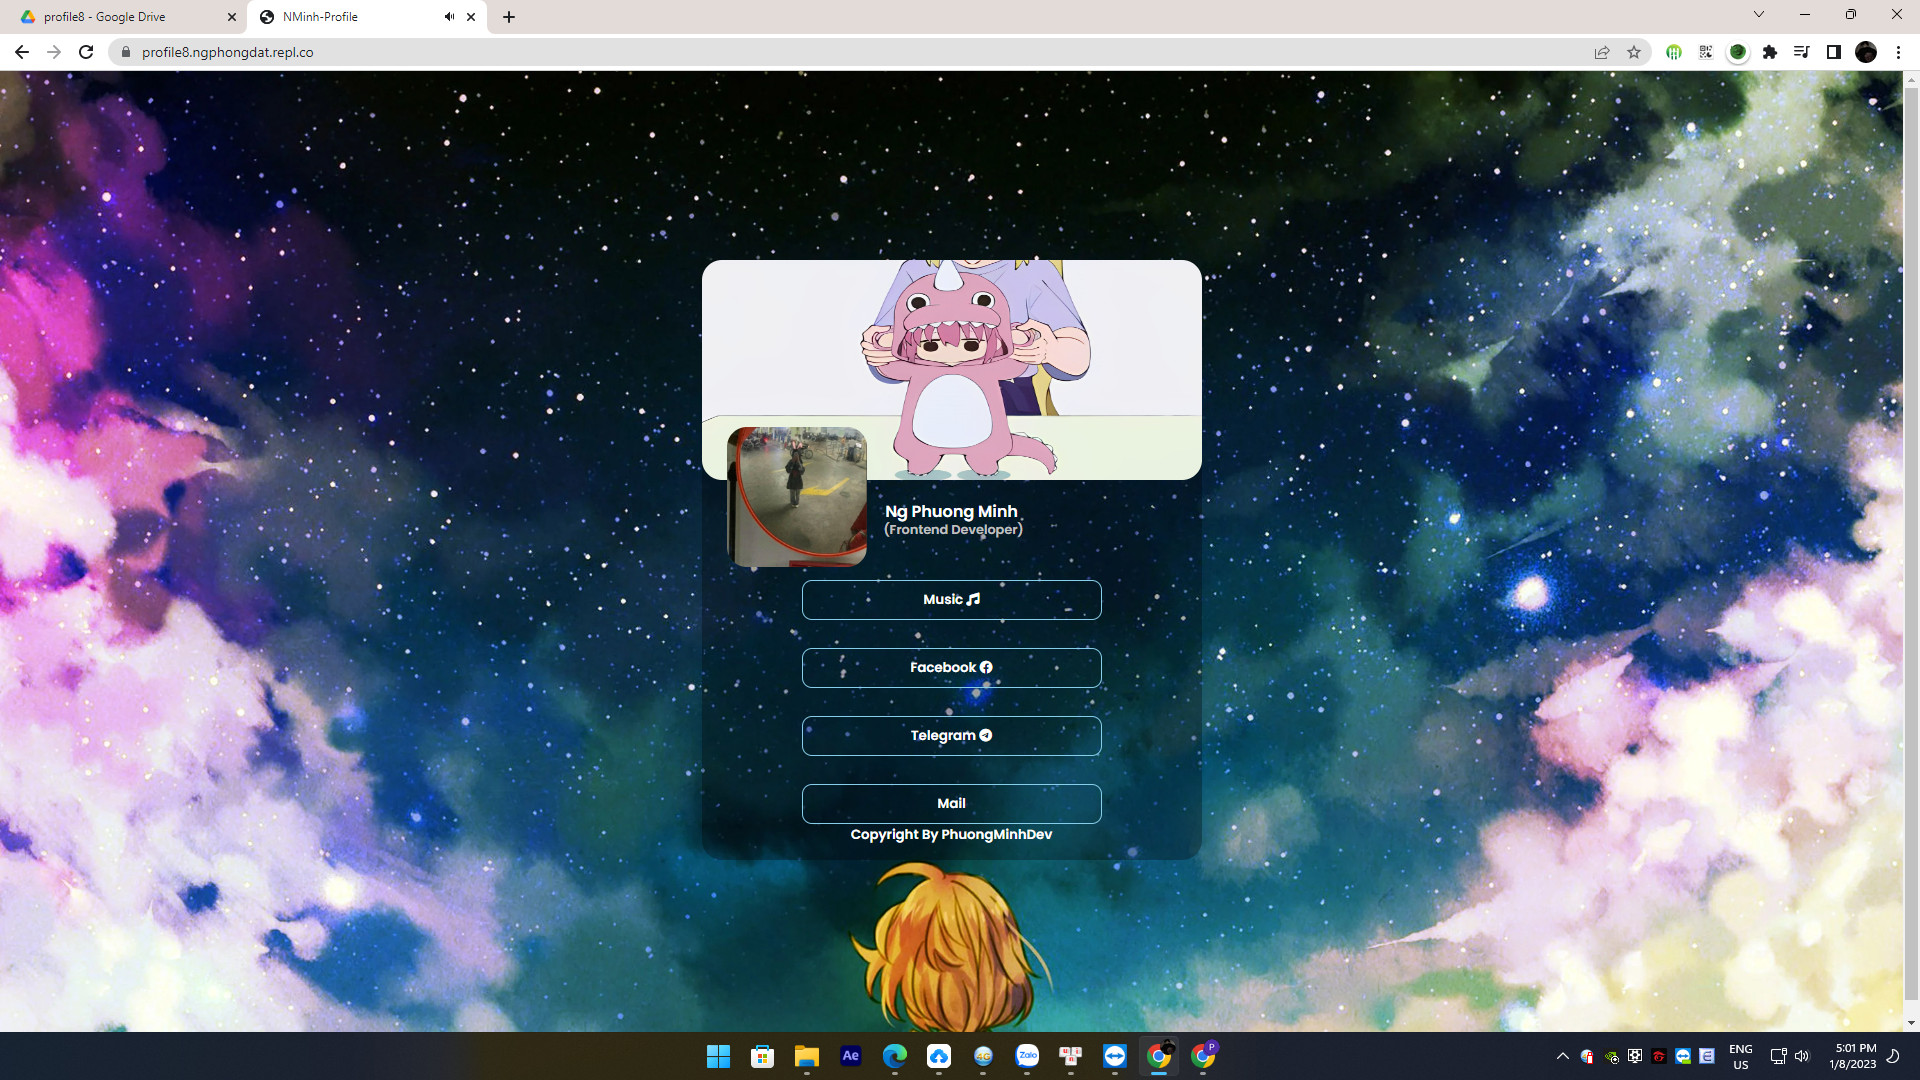 profile8 - Google Drive
NMinh-Profile
profile8.ngphongdat.repl.co
Ng Phuong Minh
(Frontend Developer)
Music
Facebook
Telegram
Mail
Copyright By PhuongMinhDev
Ae
4G
Zalo
P
ENG
US
5:01 PM
1/8/2023